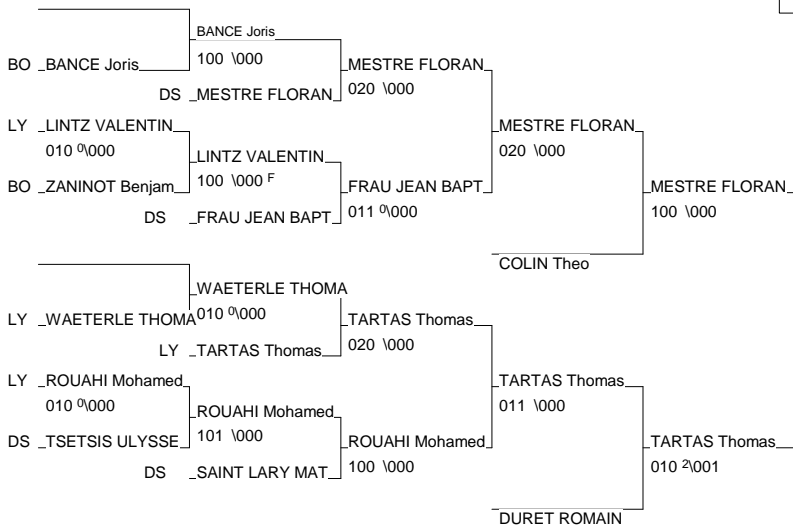 BANCE Joris
BO BANCE Joris 100 \000 MESTRE FLORAN
DS MESTRE FLORAN 020 \000
LY LINTZ VALENTIN MESTRE FLORAN
010 0\000 LINTZ VALENTIN 020 \000
BO ZANINOT Benjam 100 \000 F FRAU JEAN BAPT MESTRE FLORAN
DS FRAU JEAN BAPT 011 0\000 100 \000
COLIN Theo
WAETERLE THOMA
LY WAETERLE THOMA 010 0\000 TARTAS Thomas
LY TARTAS Thomas 020 \000
LY ROUAHI Mohamed TARTAS Thomas
010 0\000 ROUAHI Mohamed 011 \000
DS TSETSIS ULYSSE 101 \000 ROUAHI Mohamed TARTAS Thomas
DS SAINT LARY MAT 100 \000 010 2\001
DURET ROMAIN